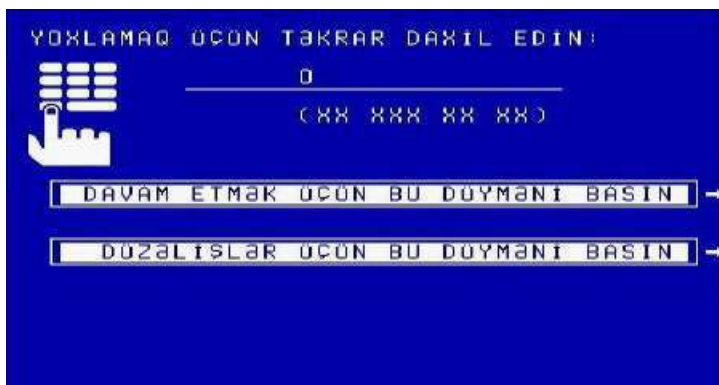 YOXLAMAQ ÜÇÜN TƏKRAR DAXİL EDİN:
0
(XX XXX XX XX)
DAVAM ETMƏK ÜÇÜN BU DÜYMƏNİ BASIN
DÜZƏLİŞLƏR ÜÇÜN BU DÜYMƏNİ BASIN